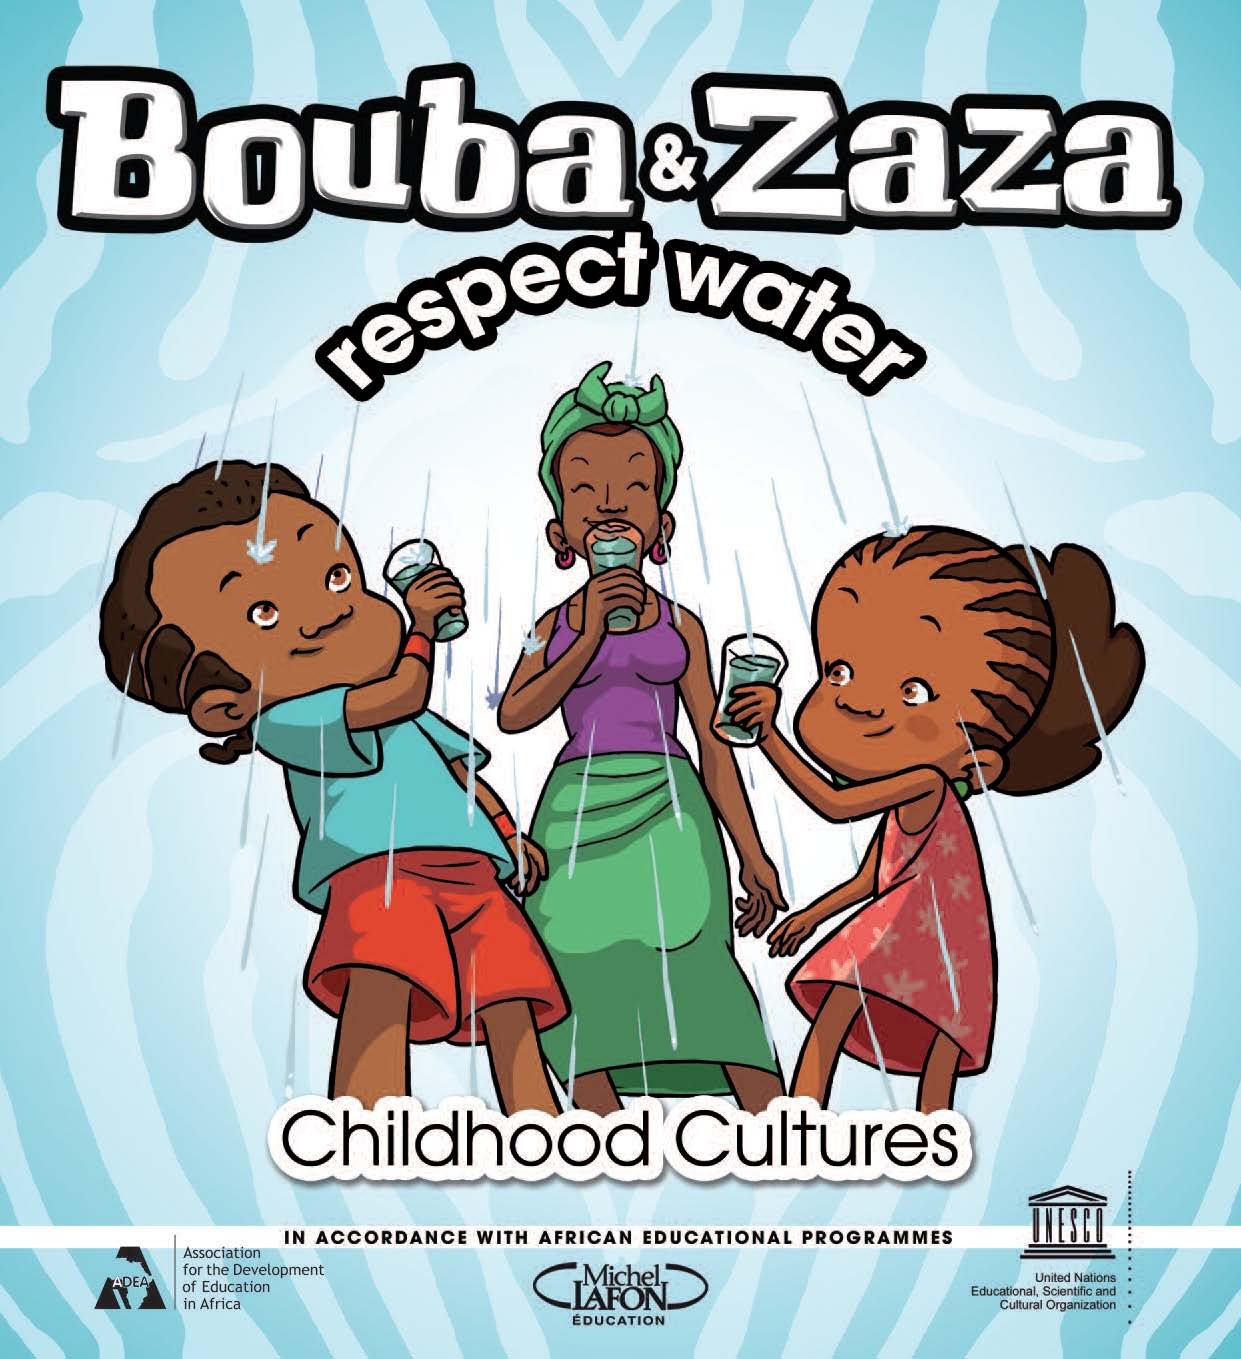 Bouba & Zaza
respect water
Childhood Cultures
IN ACCORDANCE WITH AFRICAN EDUCATIONAL PROGRAMMES
ADEA
Association
for the Development
of Education
in Africa
Michel
LAFON
ÉDUCATION
UNESCO
United Nations
Educational, Scientific and
Cultural Organization